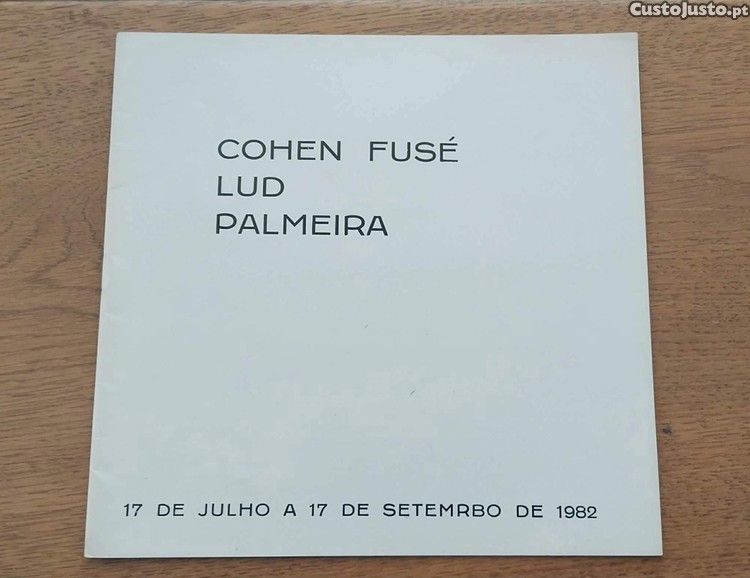 CustoJusto.pt
COHEN FUSÉ
LUD
PALMEIRA
17 DE JULHO A 17 DE SETEMRBO DE 1982